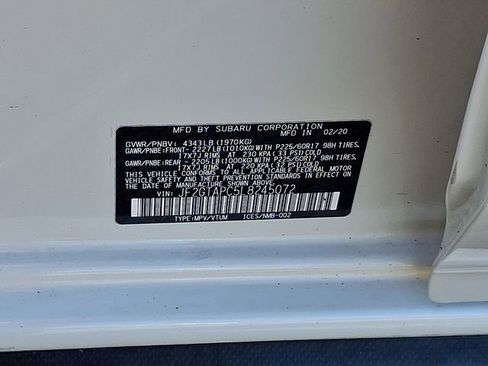 MFD. BY SUBARU CORPORATION
MFD IN 02/20
GVWR/PNBV: 4343LB (1970KG)
GAWR/PNBE: FRONT- 2227LB (1010KG) WITH P225/60R17 98H TIRES,
17X7J RIMS AT 230 KPA (33 PSI) COLD
GAWR/PNBE: REAR - 2205LB (1000KG) WITH P225/60R17 98H TIRES,
17X7J RIMS AT 220 KPA (32 PSI) COLD
THIS VEHICLE CONFORMS TO ALL APPLICABLE
FEDERAL MOTOR VEHICLE SAFETY
STANDARDS IN EFFECT ON THE DATE OF
MANUFACTURE SHOWN ABOVE.
VIN: JF2GTAPC5L8245072
TYPE:MPV/VTUM ICES/NMB-002